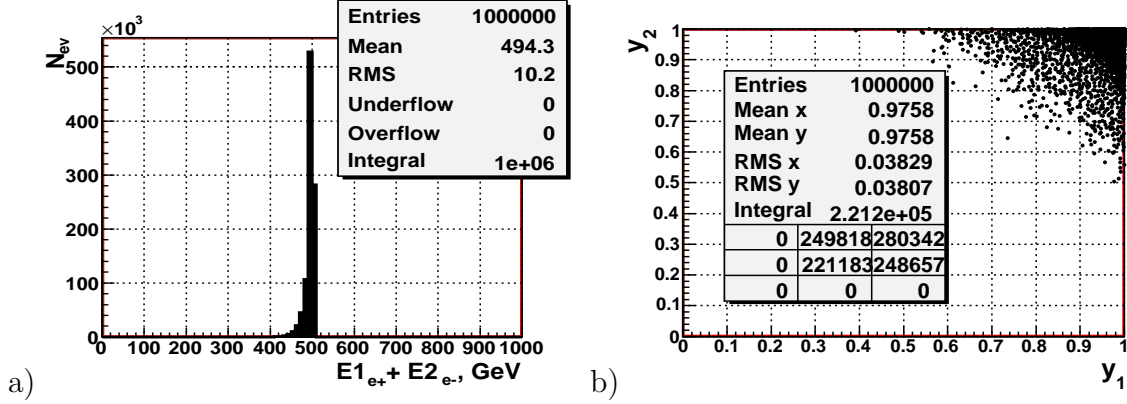 ×10³
N_ev
500
400
300
200
100
0
0 100 200 300 400 500 600 700 800 900 1000
E1_e+ + E2_e-, GeV
Entries 1000000
Mean 494.3
RMS 10.2
Underflow 0
Overflow 0
Integral 1e+06
a)
y_2
1
0.9
0.8
0.7
0.6
0.5
0.4
0.3
0.2
0.1
0
0 0.1 0.2 0.3 0.4 0.5 0.6 0.7 0.8 0.9 1
y_1
Entries 1000000
Mean x 0.9758
Mean y 0.9758
RMS x 0.03829
RMS y 0.03807
Integral 2.212e+05
0 249818 280342
0 221183 248657
0 0 0
b)